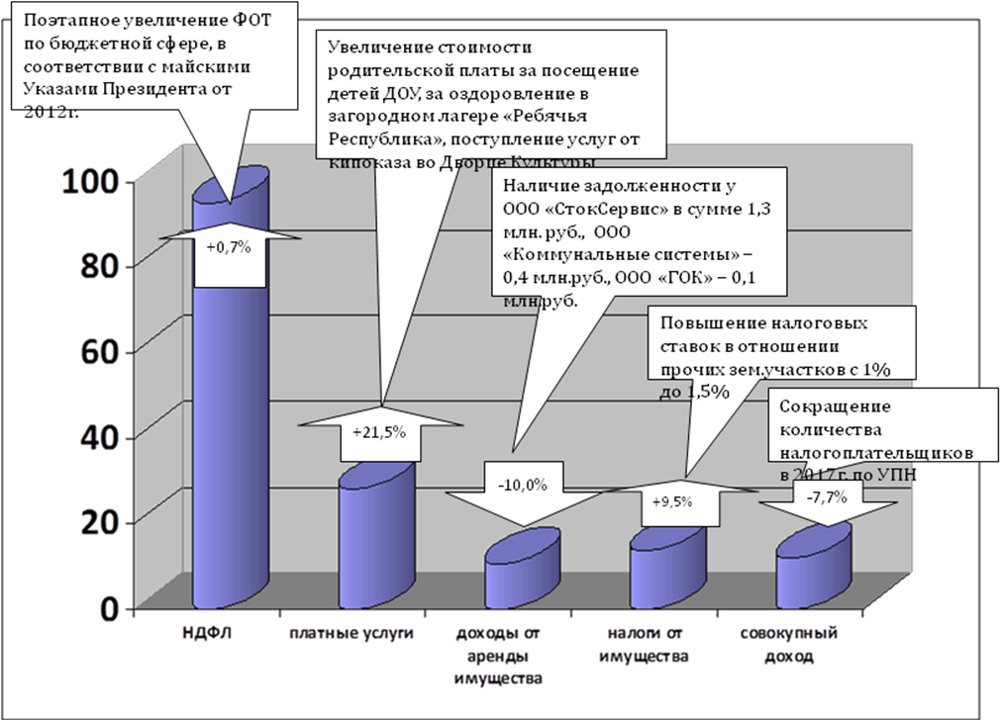 Поэтапное увеличение ФОТ
по бюджетной сфере, в
соответствии с майскими
Указами Президента от
2012г.
Увеличение стоимости
родительской платы за посещение
детей ДОУ, за оздоровление в
загородном лагере «Ребячья
Республика», поступление услуг от
кипоказа во Дворце Культуры
Наличие задолженности у
ООО «СтокСервис» в сумме 1,3
млн. руб., ООО
«Коммунальные системы» –
0,4 млн.руб., ООО «ГОК» – 0,1
млн.руб.
Повышение налоговых
ставок в отношении
прочих зем.участков с 1%
до 1,5%
Сокращение
количества
налогоплательщиков
в 2017 г. по УПН
100
80
60
40
20
0
+0,7%
+21,5%
-10,0%
+9,5%
-7,7%
НДФЛ
платные услуги
доходы от
аренды
имущества
налоги от
имущества
совокупный
доход